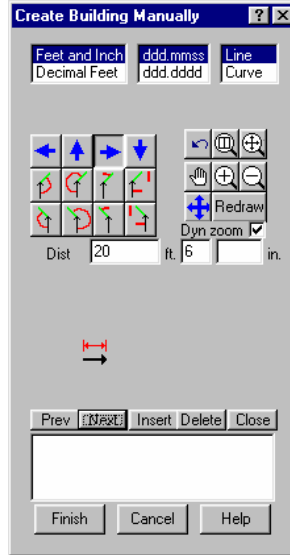 Create Building Manually
Feet and Inch ddd.mmss Line
Decimal Feet ddd.dddd Curve
Redraw
Dyn zoom
Dist 20 ft. 6 in.
Prev Next Insert Delete Close
Finish Cancel Help